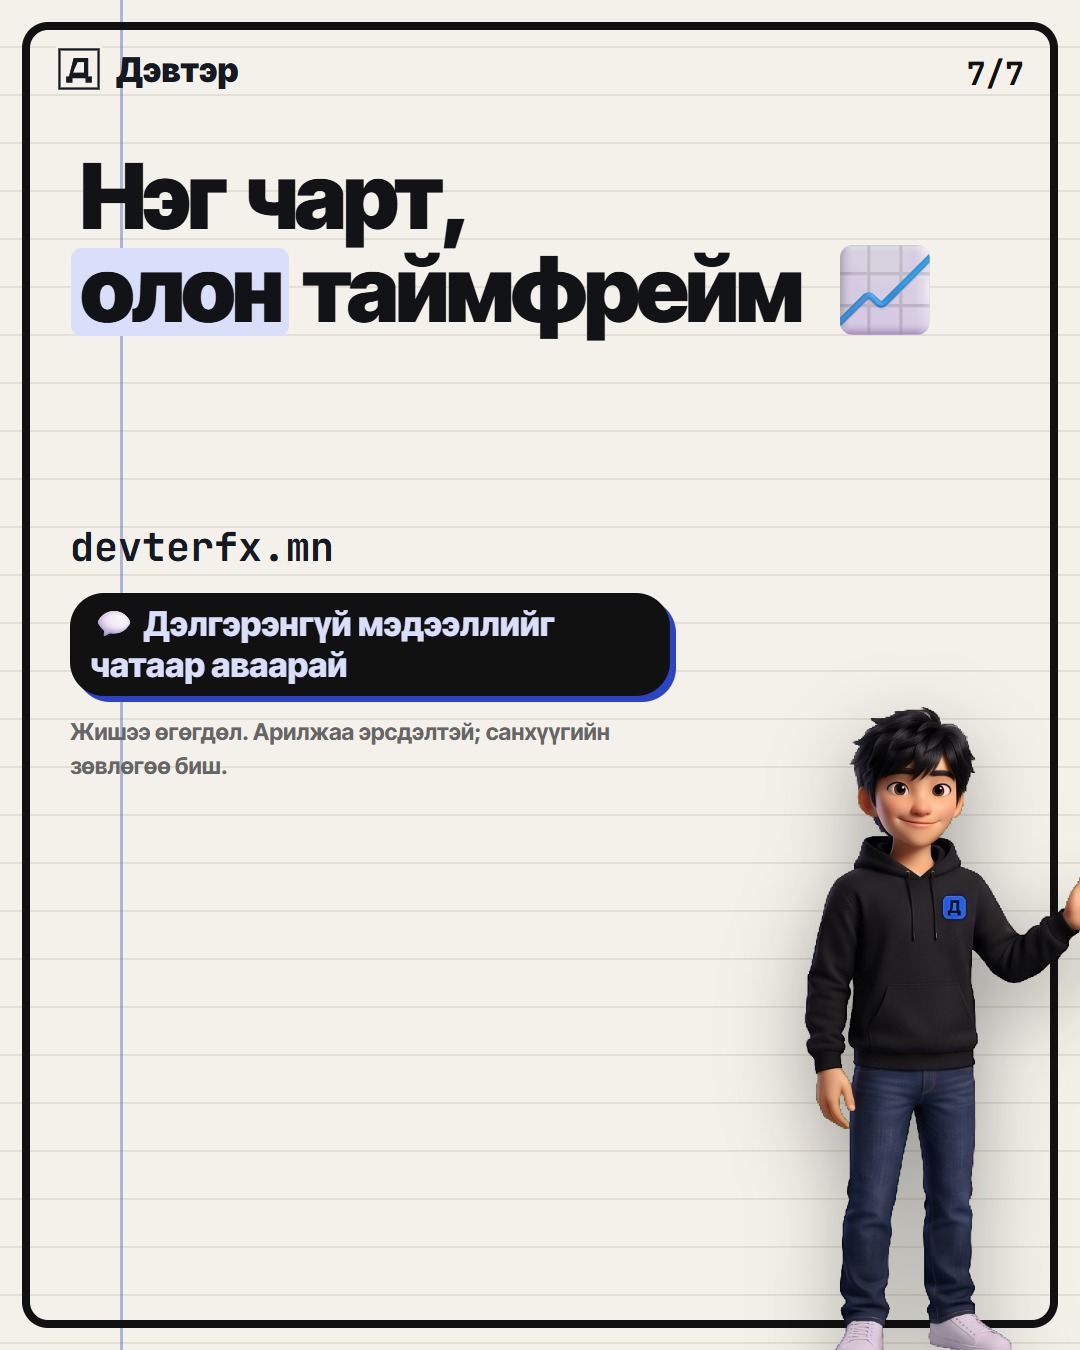 Д Дэвтэр
7/7
Нэг чарт,
олон таймфрейм
devterfx.mn
Дэлгэрэнгүй мэдээллийг
чатаар аваарай
Жишээ өгөгдөл. Арилжаа эрсдэлтэй; санхүүгийн
зөвлөгөө биш.
Д